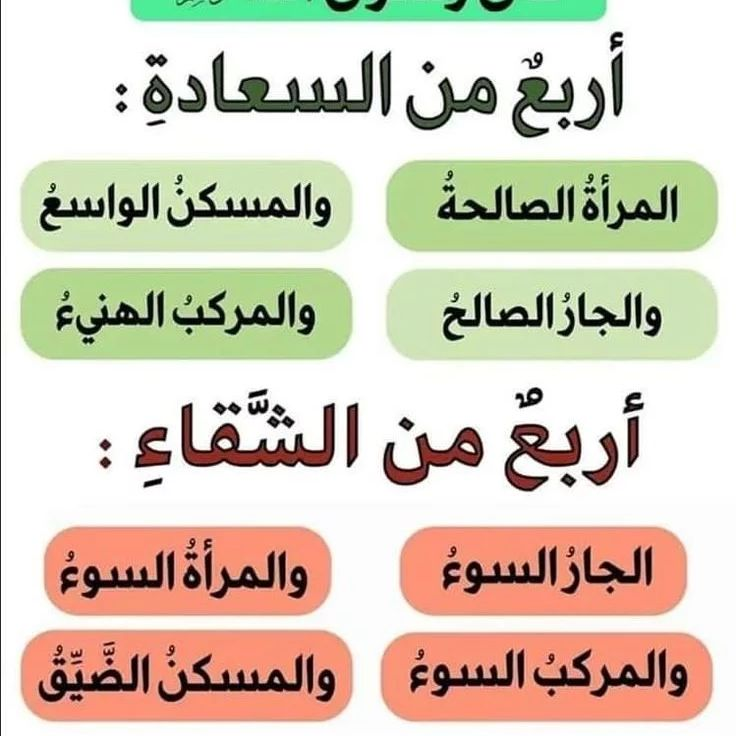 أربعٌ من السعادةِ :
المرأةُ الصالحةُ
والمسكنُ الواسعُ
والجارُ الصالحُ
والمركبُ الهنيءُ
أربعٌ من الشَّقاءِ :
الجارُ السوءُ
والمرأةُ السوءُ
والمركبُ السوءُ
والمسكنُ الضَّيِّقُ